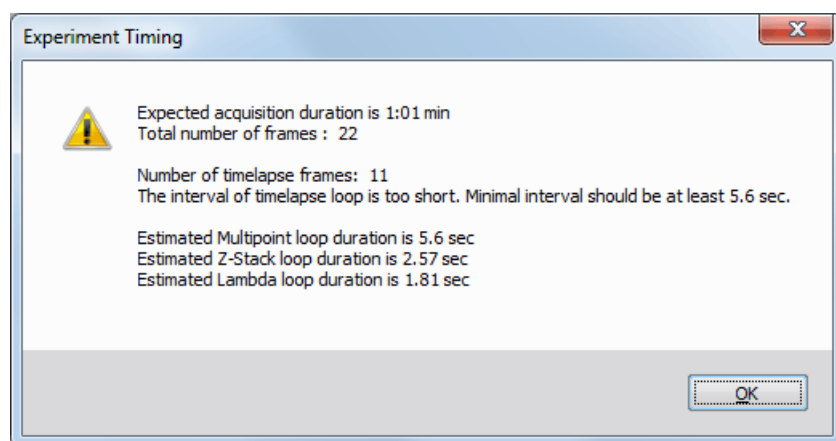 Experiment Timing
Expected acquisition duration is 1:01 min
Total number of frames :  22
Number of timelapse frames:  11
The interval of timelapse loop is too short. Minimal interval should be at least 5.6 sec.
Estimated Multipoint loop duration is 5.6 sec
Estimated Z-Stack loop duration is 2.57 sec
Estimated Lambda loop duration is 1.81 sec
OK